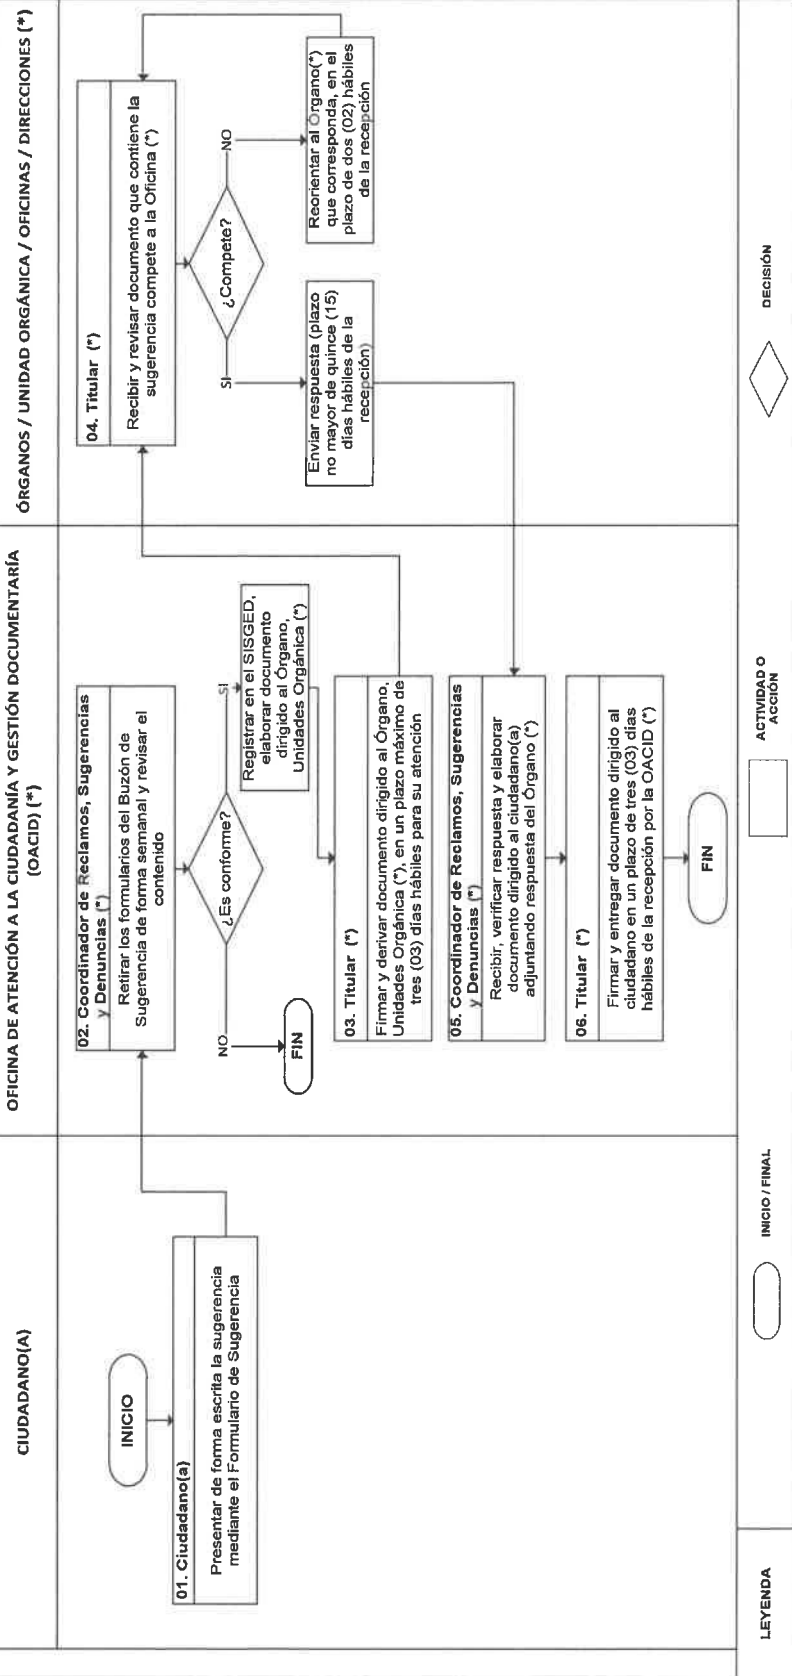 CIUDADANO(A)
OFICINA DE ATENCIÓN A LA CIUDADANÍA Y GESTIÓN DOCUMENTARÍA
(OACID) (*)
ÓRGANOS / UNIDAD ORGÁNICA / OFICINAS / DIRECCIONES (*)
INICIO
01. Ciudadano(a)
Presentar de forma escrita la sugerencia
mediante el Formulario de Sugerencia
02. Coordinador de Reclamos, Sugerencias
y Denuncias (*)
Retirar los formularios del Buzón de
Sugerencia de forma semanal y revisar el
contenido
¿Es conforme?
NO
SI
FIN
Registrar en el SISGED,
elaborar documento
dirigido al Órgano,
Unidades Orgánica (*)
03. Titular (*)
Firmar y derivar documento dirigido al Órgano,
Unidades Orgánica (*), en un plazo máximo de
tres (03) días hábiles para su atención
04. Titular (*)
Recibir y revisar documento que contiene la
sugerencia compete a la Oficina (*)
¿Compete?
SI
NO
Enviar respuesta (plazo
no mayor de quince (15)
días hábiles de la
recepción)
Reorientar al Órgano(*)
que corresponda, en el
plazo de dos (02) hábiles
de la recepción
05. Coordinador de Reclamos, Sugerencias
y Denuncias (*)
Recibir, verificar respuesta y elaborar
documento dirigido al ciudadano(a)
adjuntando respuesta del Órgano (*)
06. Titular (*)
Firmar y entregar documento dirigido al
ciudadano en un plazo de tres (03) días
hábiles de la recepción por la OACID (*)
FIN
LEYENDA
INICIO / FINAL
ACTIVIDAD O
ACCIÓN
DECISIÓN